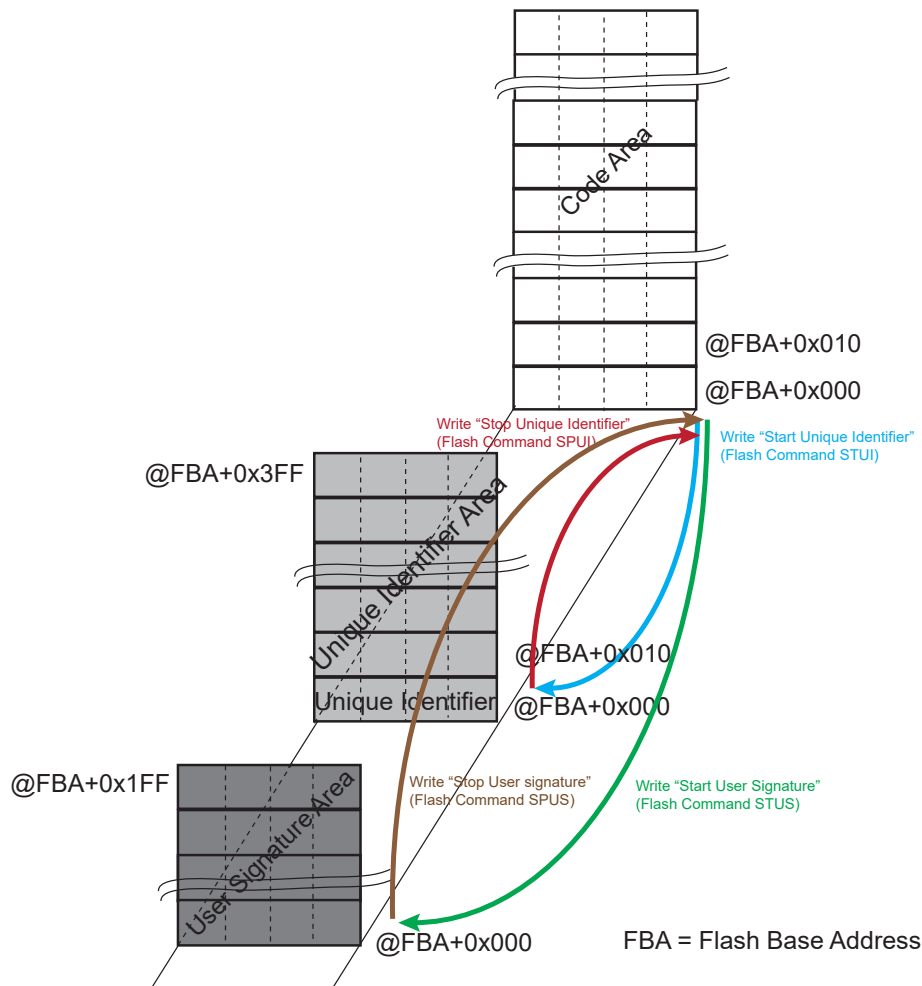 Code Area
@FBA+0x010
@FBA+0x000
Write “Stop Unique Identifier”
(Flash Command SPUI)
Write “Start Unique Identifier”
(Flash Command STUI)
@FBA+0x3FF
Unique Identifier Area
@FBA+0x010
Unique Identifier
@FBA+0x000
@FBA+0x1FF
Write “Stop User signature”
(Flash Command SPUS)
Write “Start User Signature”
(Flash Command STUS)
User Signature Area
@FBA+0x000
FBA = Flash Base Address